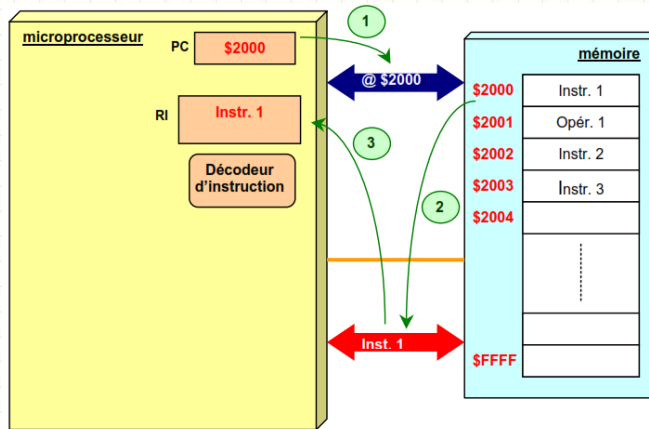 microprocesseur
PC
$2000
1
@ $2000
mémoire
$2000
Instr. 1
$2001
Opér. 1
$2002
Instr. 2
$2003
Instr. 3
$2004
RI
Instr. 1
3
Décodeur
d'instruction
2
Inst. 1
$FFFF